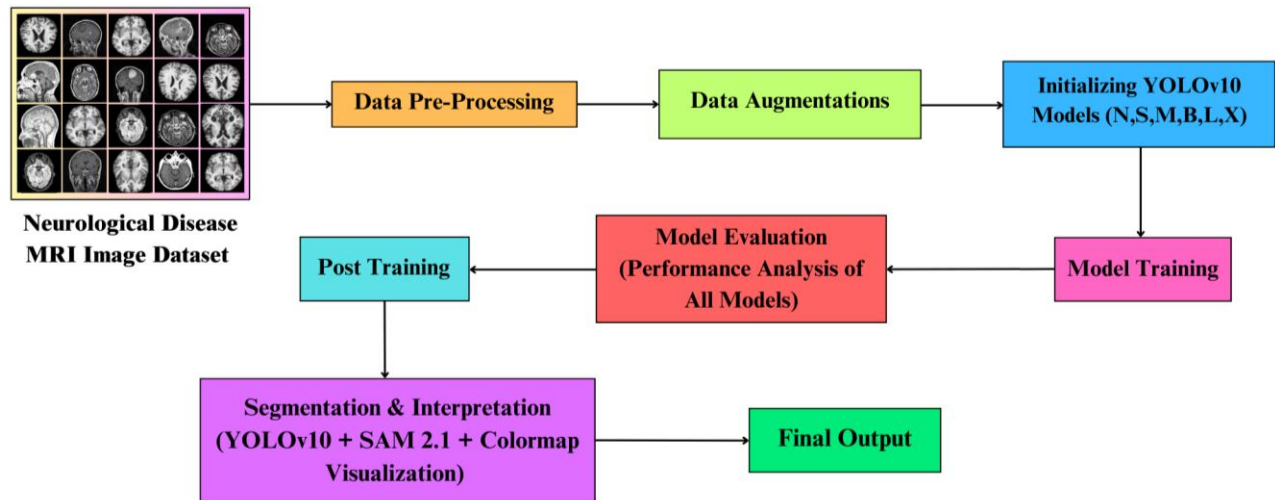 Neurological Disease
MRI Image Dataset
Data Pre-Processing
Data Augmentations
Initializing YOLOv10
Models (N,S,M,B,L,X)
Model Training
Model Evaluation
(Performance Analysis of
All Models)
Post Training
Segmentation & Interpretation
(YOLOv10 + SAM 2.1 + Colormap
Visualization)
Final Output